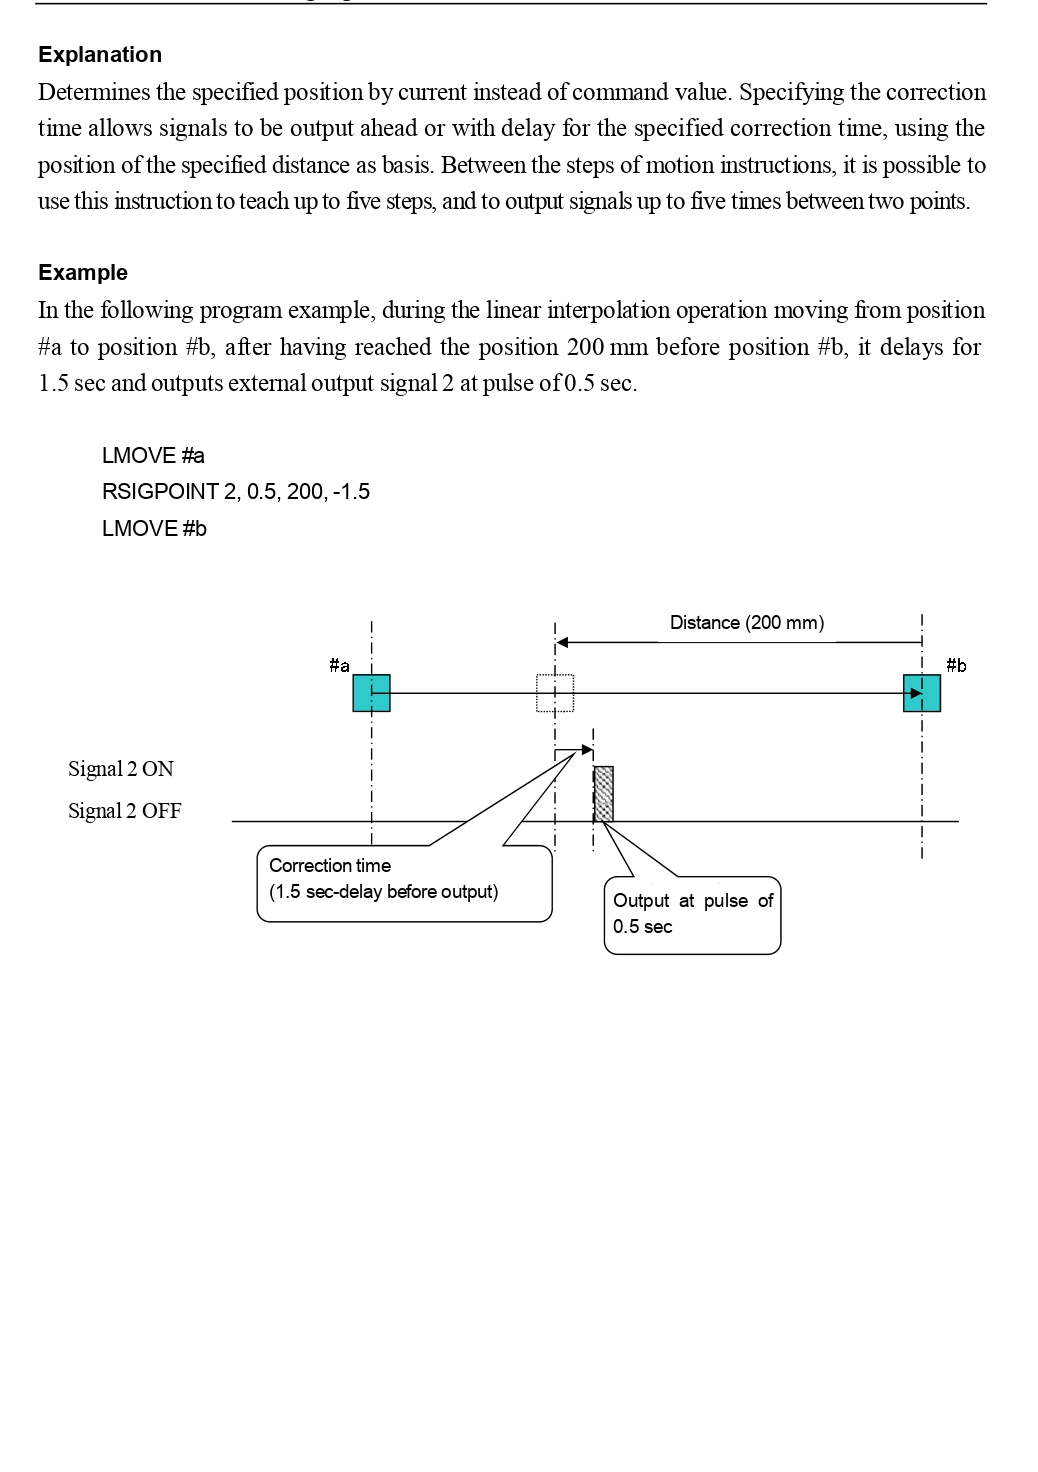 Explanation
Determines the specified position by current instead of command value. Specifying the correction
time allows signals to be output ahead or with delay for the specified correction time, using the
position of the specified distance as basis. Between the steps of motion instructions, it is possible to
use this instruction to teach up to five steps, and to output signals up to five times between two points.
Example
In the following program example, during the linear interpolation operation moving from position
#a to position #b, after having reached the position 200 mm before position #b, it delays for
1.5 sec and outputs external output signal 2 at pulse of 0.5 sec.
LMOVE #a
RSIGPOINT 2, 0.5, 200, -1.5
LMOVE #b
Distance (200 mm)
#a
#b
Signal 2 ON
Signal 2 OFF
Correction time
(1.5 sec-delay before output)
Output at pulse of
0.5 sec